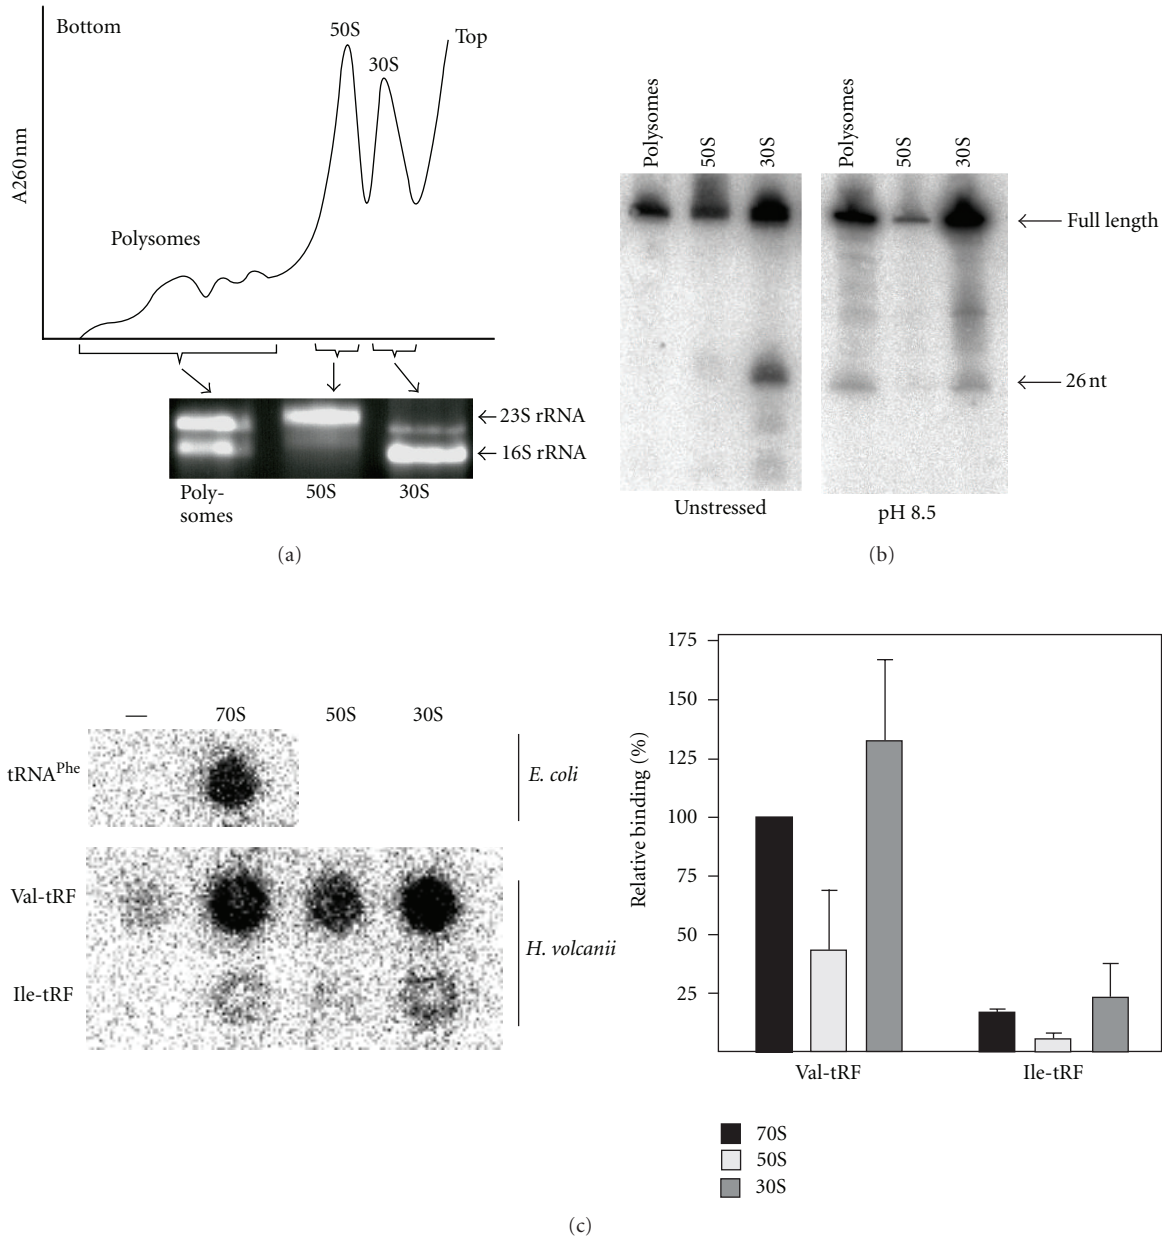 Bottom
50S
30S
Top
A260 nm
Polysomes
23S rRNA
16S rRNA
Poly-
somes
50S
30S
(a)
Polysomes
50S
30S
Polysomes
50S
30S
Full length
26 nt
Unstressed
pH 8.5
(b)
— 70S 50S 30S
tRNAPhe
E. coli
Val-tRF
Ile-tRF
H. volcanii
Relative binding (%)
175
150
125
100
75
50
25
Val-tRF
Ile-tRF
70S
50S
30S
(c)